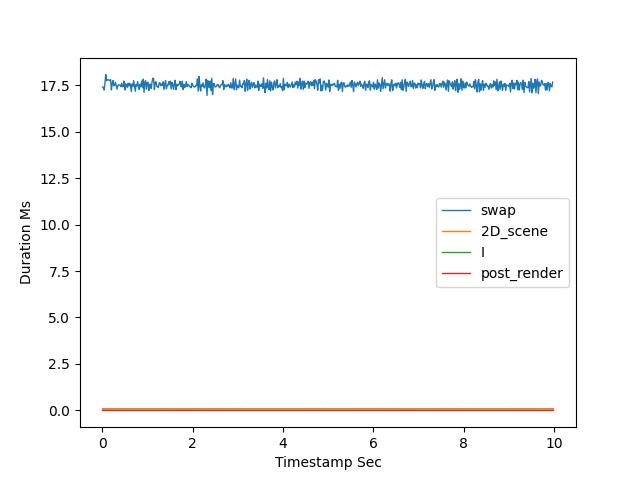 17.5
15.0
12.5
10.0
7.5
5.0
2.5
0.0
Duration Ms
swap
2D_scene
I
post_render
0 2 4 6 8 10
Timestamp Sec